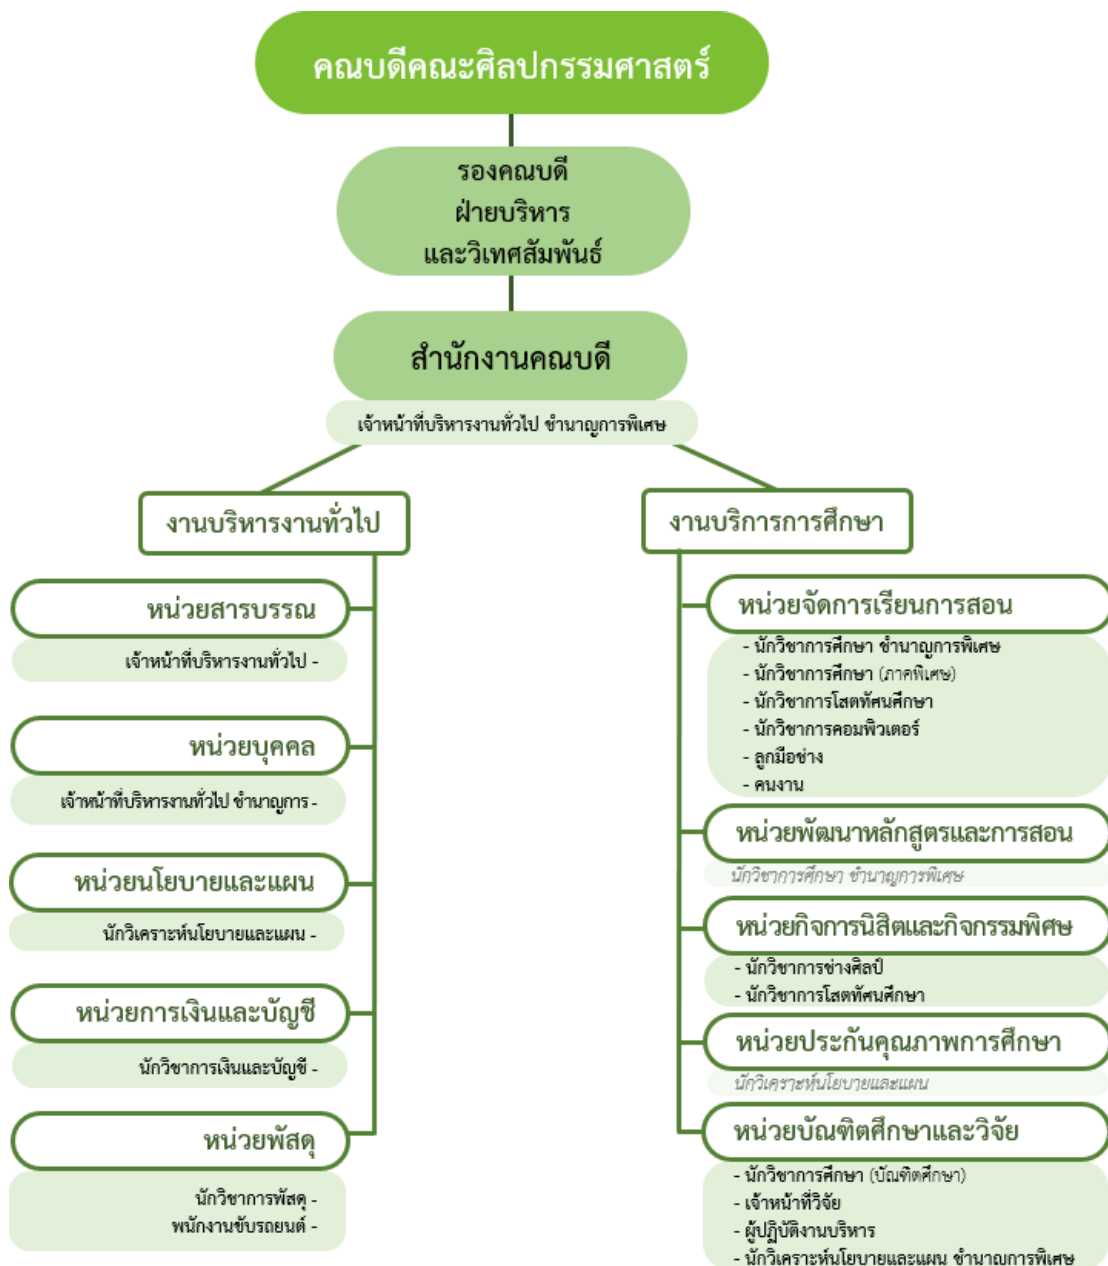 คณบดีคณะศิลปกรรมศาสตร์
รองคณบดี
ฝ่ายบริหาร
และวิเทศสัมพันธ์
สำนักงานคณบดี
เจ้าหน้าที่บริหารงานทั่วไป ชำนาญการพิเศษ
งานบริหารงานทั่วไป
หน่วยสารบรรณ
เจ้าหน้าที่บริหารงานทั่วไป -
หน่วยบุคคล
เจ้าหน้าที่บริหารงานทั่วไป ชำนาญการ -
หน่วยนโยบายและแผน
นักวิเคราะห์นโยบายและแผน -
หน่วยการเงินและบัญชี
นักวิชาการเงินและบัญชี -
หน่วยพัสดุ
นักวิชาการพัสดุ -
พนักงานขับรถยนต์ -
งานบริการการศึกษา
หน่วยจัดการเรียนการสอน
- นักวิชาการศึกษา ชำนาญการพิเศษ
- นักวิชาการศึกษา (ภาคพิเศษ)
- นักวิชาการโสตทัศนศึกษา
- นักวิชาการคอมพิวเตอร์
- ลูกมือช่าง
- คนงาน
หน่วยพัฒนาหลักสูตรและการสอน
นักวิชาการศึกษา ชำนาญการพิเศษ
หน่วยกิจการนิสิตและกิจกรรมพิศษ
- นักวิชาการช่างศิลป์
- นักวิชาการโสตทัศนศึกษา
หน่วยประกันคุณภาพการศึกษา
นักวิเคราะห์นโยบายและแผน
หน่วยบัณฑิตศึกษาและวิจัย
- นักวิชาการศึกษา (บัณฑิตศึกษา)
- เจ้าหน้าที่วิจัย
- ผู้ปฏิบัติงานบริหาร
- นักวิเคราะห์นโยบายและแผน ชำนาญการพิเศษ